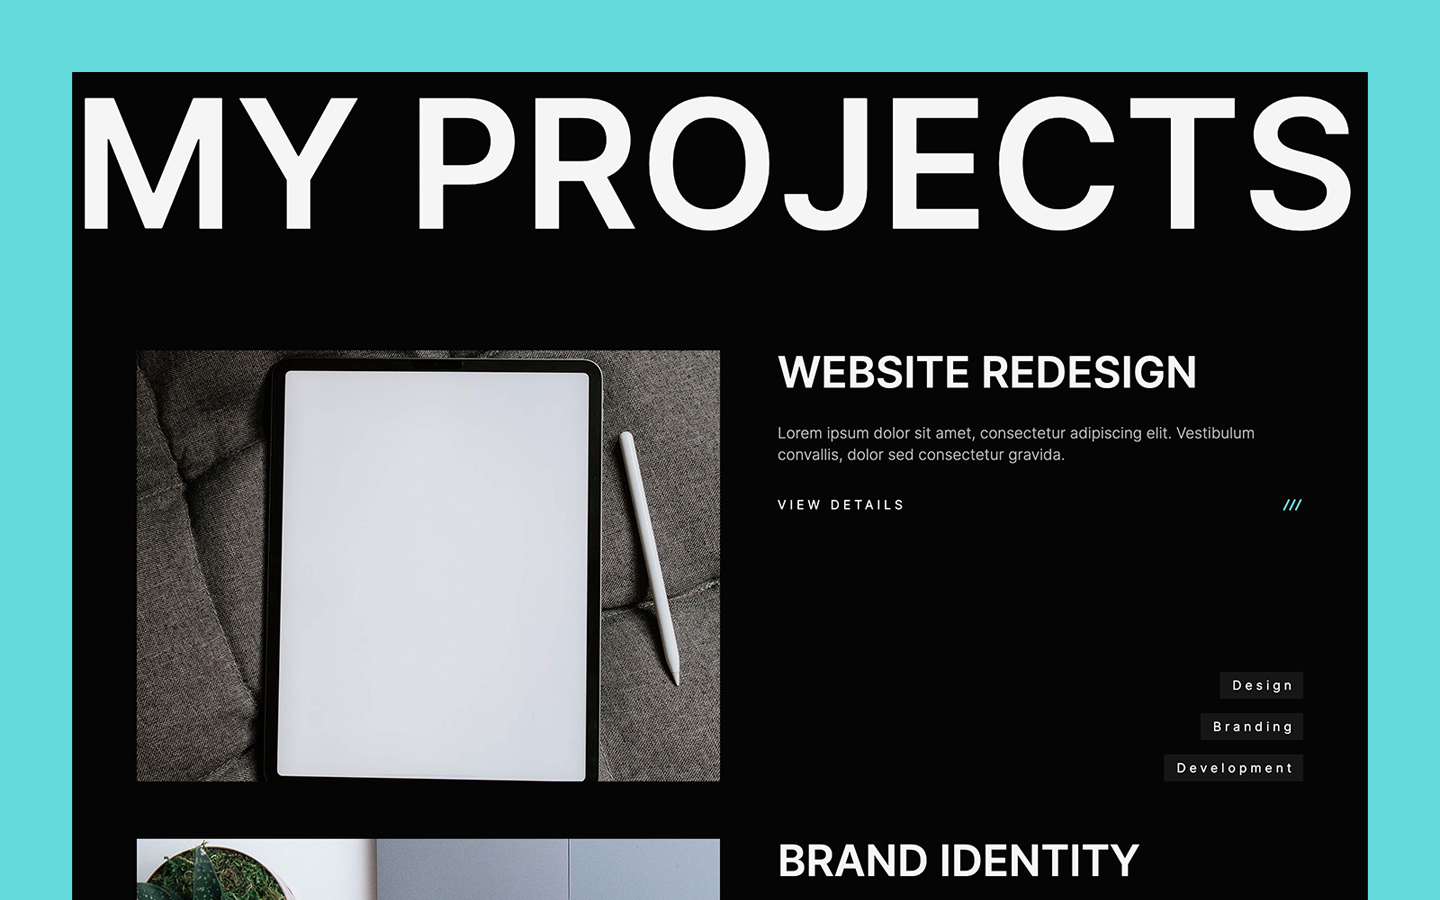 MY PROJECTS
WEBSITE REDESIGN
Lorem ipsum dolor sit amet, consectetur adipiscing elit. Vestibulum
convallis, dolor sed consectetur gravida.
VIEW DETAILS ///
Design
Branding
Development
BRAND IDENTITY